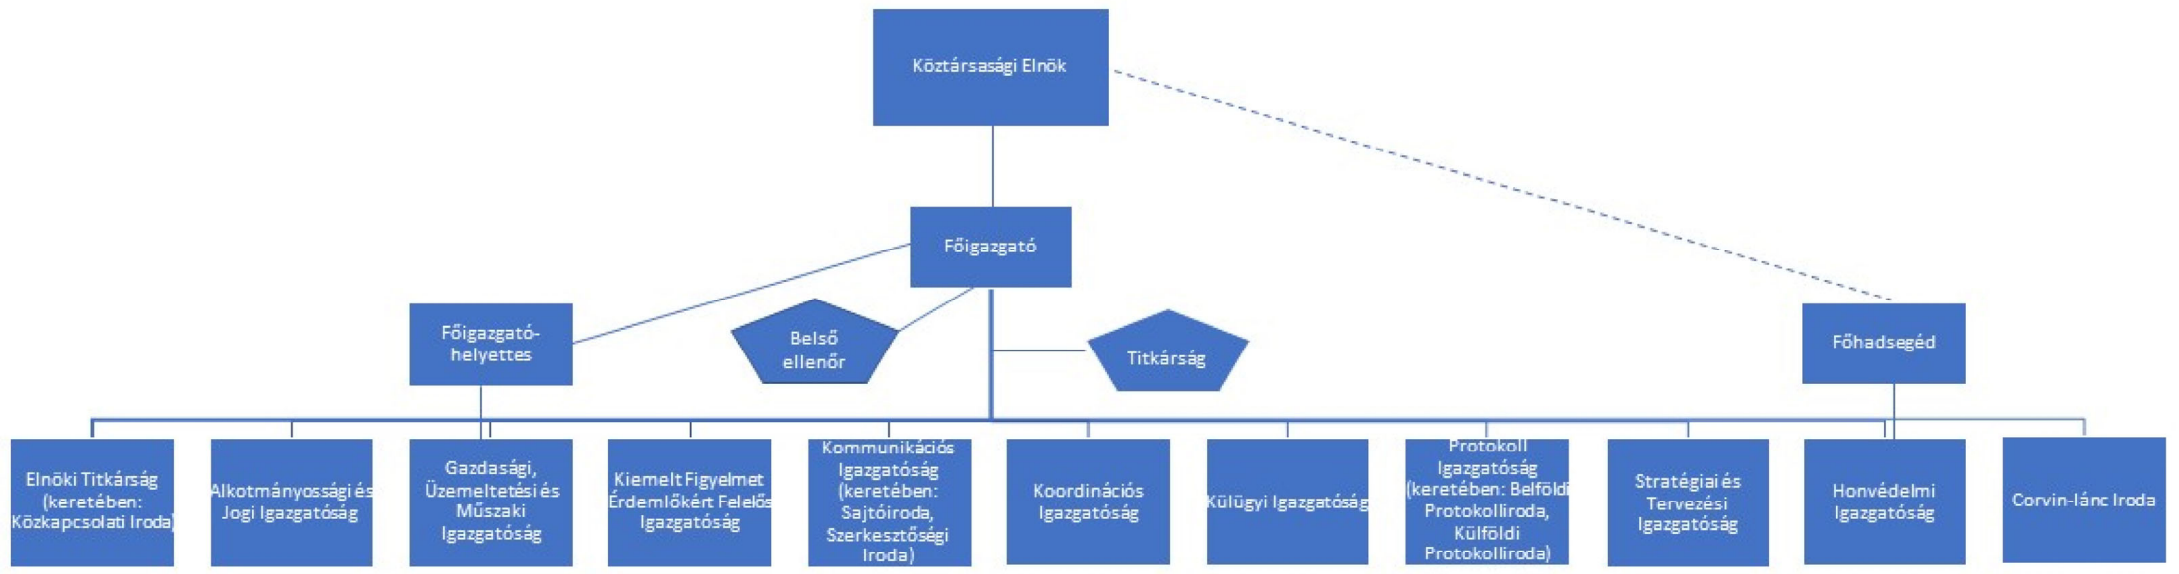 Köztársasági Elnök
Főigazgató
Főigazgató-
helyettes
Belső
ellenőr
Titkárság
Főhadsegéd
Elnöki Titkárság
(keretében:
Közkapcsolati Iroda)
Alkotmányossági és
Jogi Igazgatóság
Gazdasági,
Üzemeltetési és
Műszaki
Igazgatóság
Kiemelt Figyelmet
Érdemlőkért Felelős
Igazgatóság
Kommunikációs
Igazgatóság
(keretében:
Sajtóiroda,
Szerkesztőségi
Iroda)
Koordinációs
Igazgatóság
Külügyi Igazgatóság
Protokoll
Igazgatóság
(keretében: Belföldi
Protokolliroda,
Külföldi
Protokolliroda)
Stratégiai és
Tervezési
Igazgatóság
Honvédelmi
Igazgatóság
Corvin-lánc Iroda